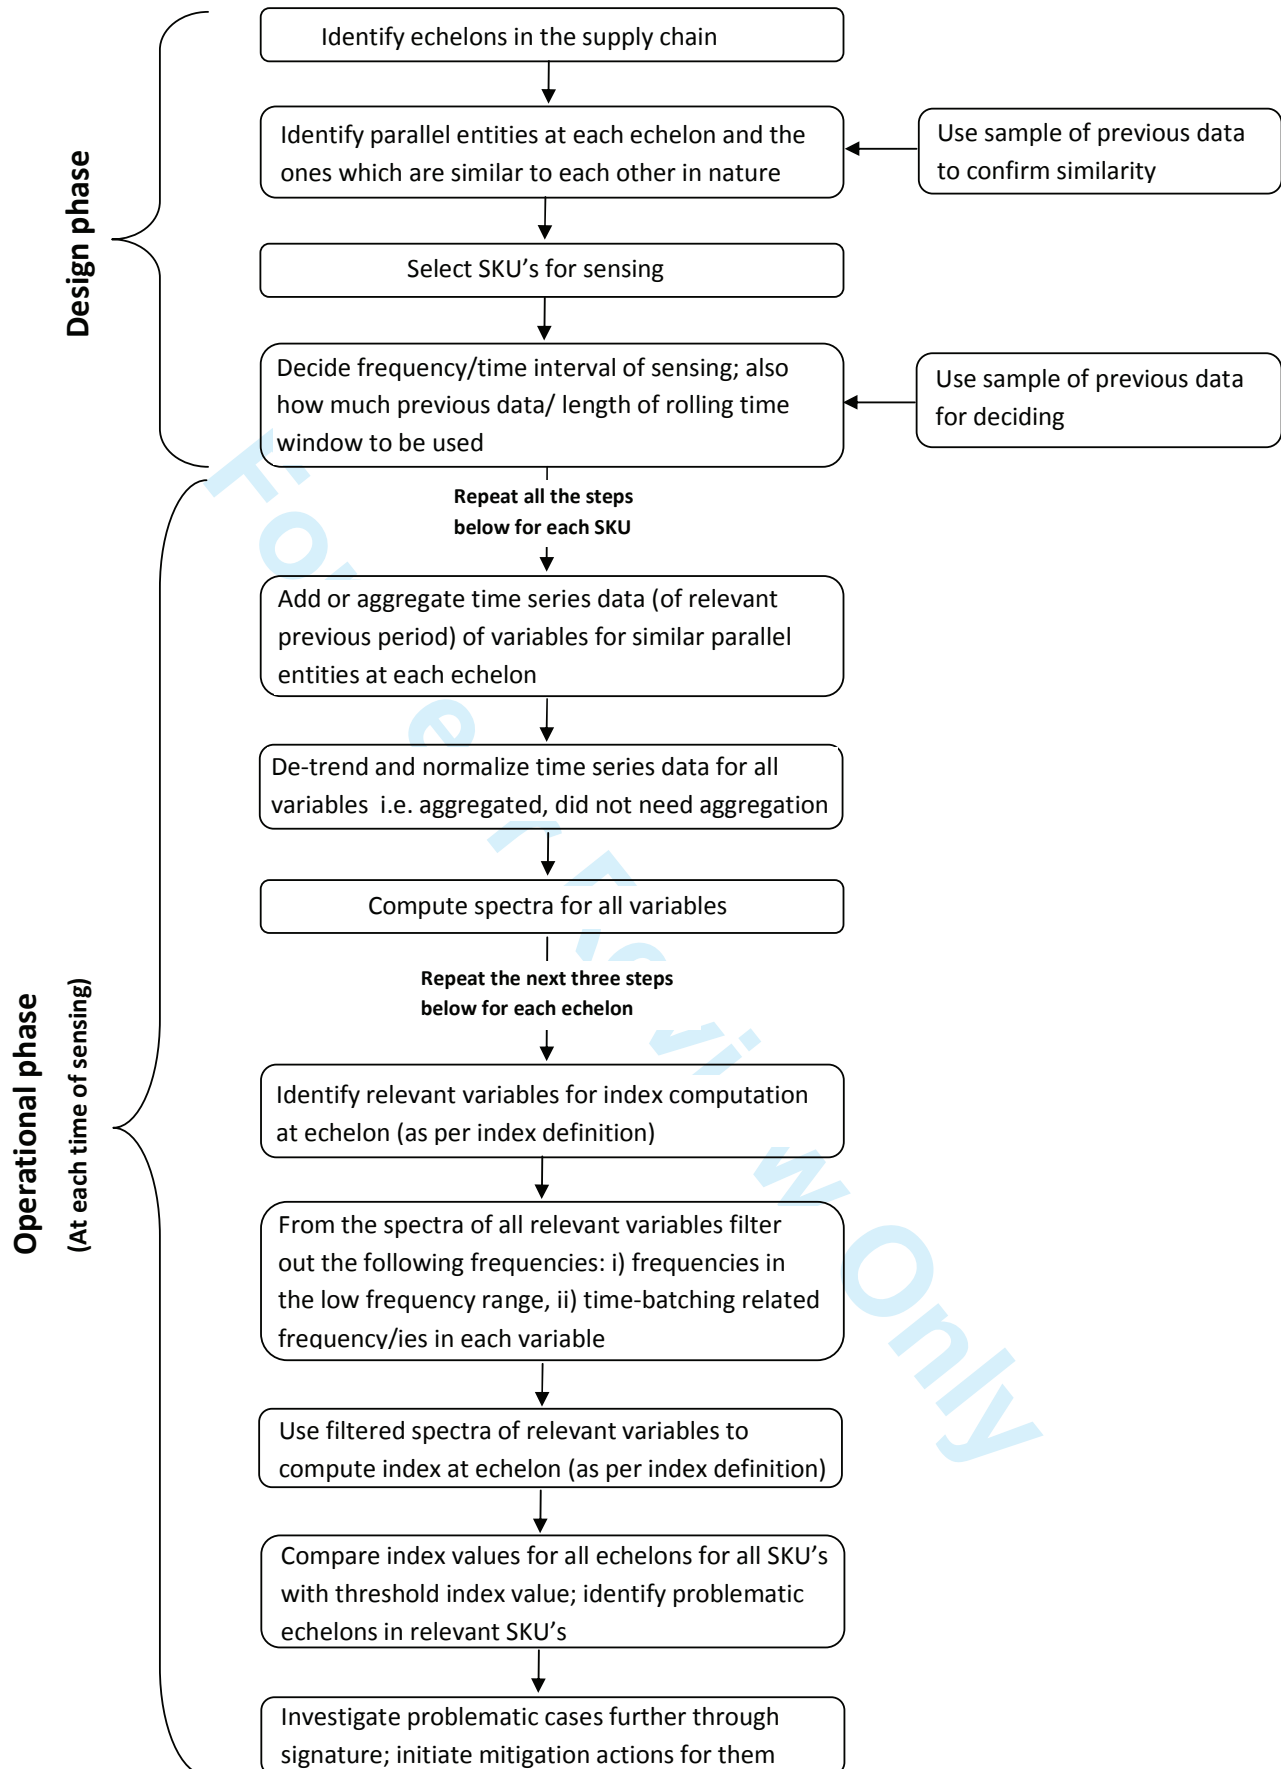 Design phase
Identify echelons in the supply chain
Identify parallel entities at each echelon and the
ones which are similar to each other in nature
Use sample of previous data
to confirm similarity
Select SKU’s for sensing
Decide frequency/time interval of sensing; also
how much previous data/ length of rolling time
window to be used
Use sample of previous data
for deciding
Operational phase
(At each time of sensing)
Repeat all the steps
below for each SKU
Add or aggregate time series data (of relevant
previous period) of variables for similar parallel
entities at each echelon
De-trend and normalize time series data for all
variables i.e. aggregated, did not need aggregation
Compute spectra for all variables
Repeat the next three steps
below for each echelon
Identify relevant variables for index computation
at echelon (as per index definition)
From the spectra of all relevant variables filter
out the following frequencies: i) frequencies in
the low frequency range, ii) time-batching related
frequency/ies in each variable
Use filtered spectra of relevant variables to
compute index at echelon (as per index definition)
Compare index values for all echelons for all SKU’s
with threshold index value; identify problematic
echelons in relevant SKU’s
Investigate problematic cases further through
signature; initiate mitigation actions for them
Only